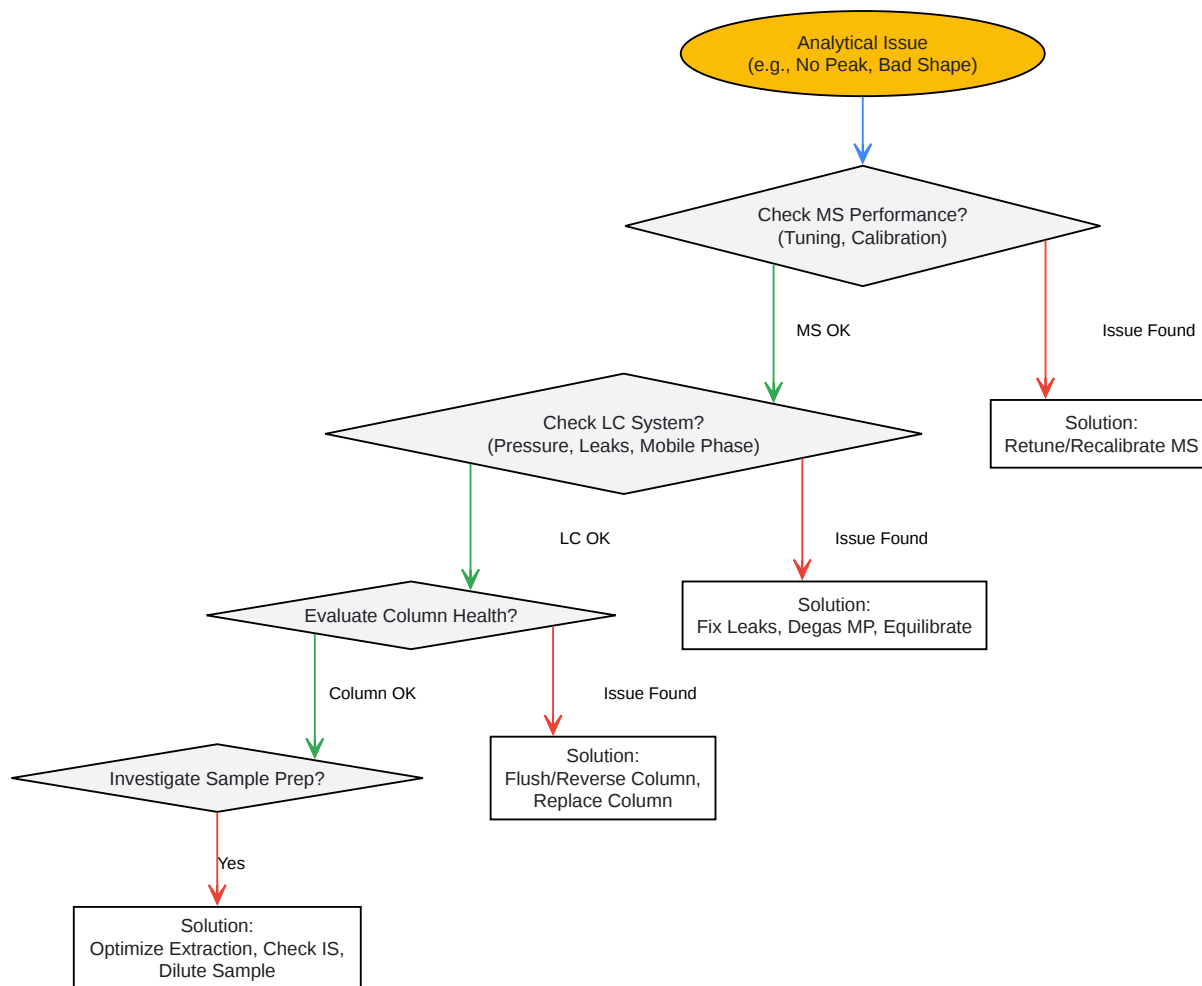 Analytical Issue
(e.g., No Peak, Bad Shape)
Check MS Performance?
(Tuning, Calibration)
MS OK
Issue Found
Check LC System?
(Pressure, Leaks, Mobile Phase)
Solution:
Retune/Recalibrate MS
LC OK
Issue Found
Evaluate Column Health?
Solution:
Fix Leaks, Degas MP, Equilibrate
Column OK
Issue Found
Investigate Sample Prep?
Solution:
Flush/Reverse Column,
Replace Column
Yes
Solution:
Optimize Extraction, Check IS,
Dilute Sample